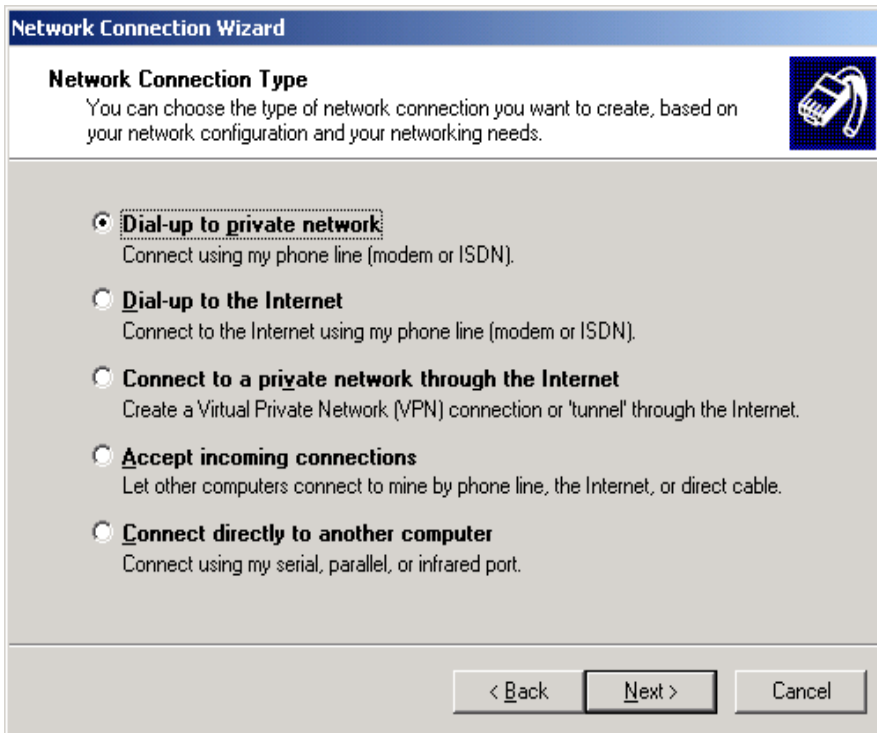 Network Connection Wizard
Network Connection Type
You can choose the type of network connection you want to create, based on
your network configuration and your networking needs.
Dial-up to private network
Connect using my phone line (modem or ISDN).
Dial-up to the Internet
Connect to the Internet using my phone line (modem or ISDN).
Connect to a private network through the Internet
Create a Virtual Private Network (VPN) connection or 'tunnel' through the Internet.
Accept incoming connections
Let other computers connect to mine by phone line, the Internet, or direct cable.
Connect directly to another computer
Connect using my serial, parallel, or infrared port.
< Back Next > Cancel